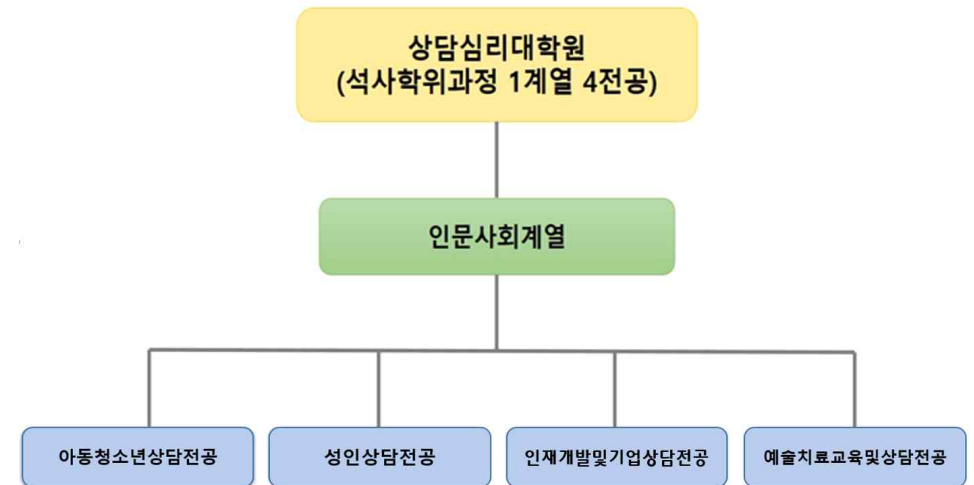 상담심리대학원
(석사학위과정 1계열 4전공)
인문사회계열
아동청소년상담전공
성인상담전공
인재개발및기업상담전공
예술치료교육및상담전공